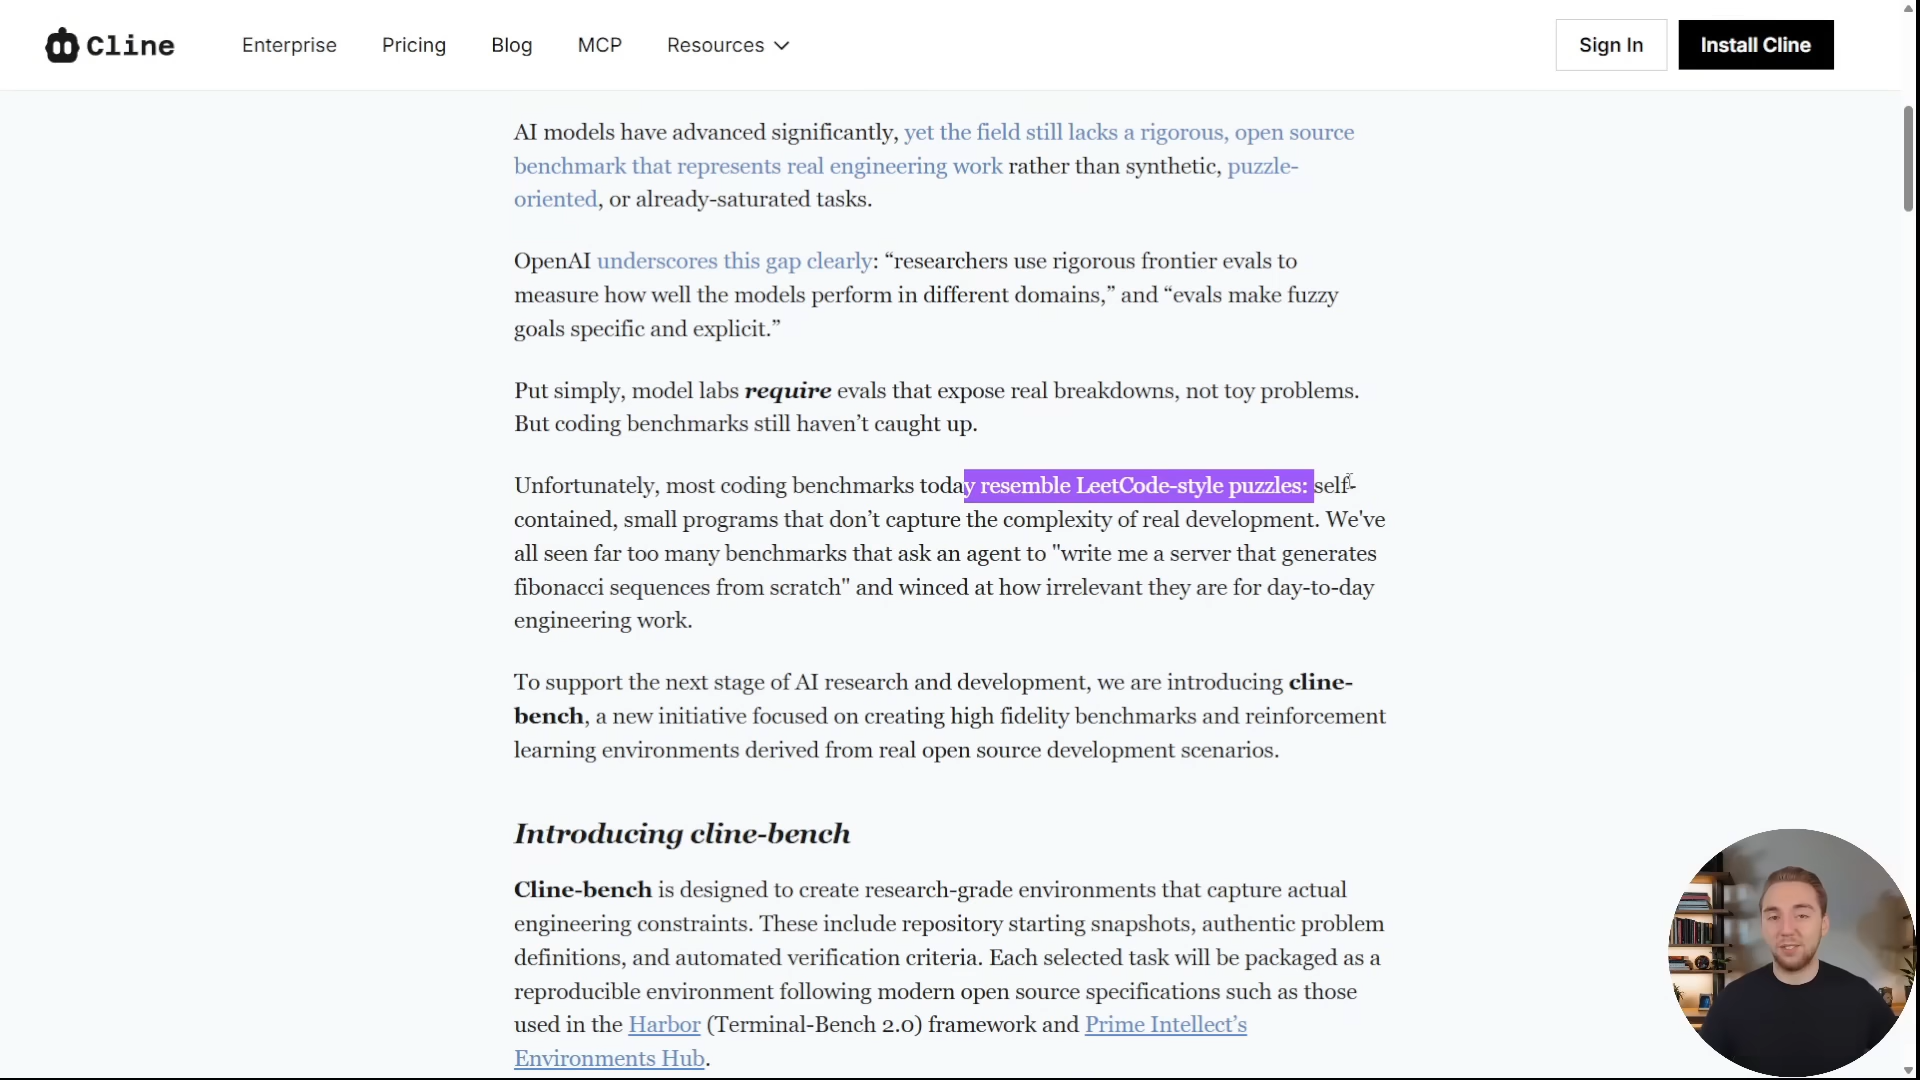 Cline
Enterprise
Pricing
Blog
MCP
Resources
Sign In
Install Cline
AI models have advanced significantly, yet the field still lacks a rigorous, open source
benchmark that represents real engineering work rather than synthetic, puzzle-
oriented, or already-saturated tasks.
OpenAI underscores this gap clearly: “researchers use rigorous frontier evals to
measure how well the models perform in different domains,” and “evals make fuzzy
goals specific and explicit.”
Put simply, model labs require evals that expose real breakdowns, not toy problems.
But coding benchmarks still haven’t caught up.
Unfortunately, most coding benchmarks today resemble LeetCode-style puzzles: self-
contained, small programs that don’t capture the complexity of real development. We've
all seen far too many benchmarks that ask an agent to "write me a server that generates
fibonacci sequences from scratch" and winced at how irrelevant they are for day-to-day
engineering work.
To support the next stage of AI research and development, we are introducing cline-
bench, a new initiative focused on creating high fidelity benchmarks and reinforcement
learning environments derived from real open source development scenarios.
Introducing cline-bench
Cline-bench is designed to create research-grade environments that capture actual
engineering constraints. These include repository starting snapshots, authentic problem
definitions, and automated verification criteria. Each selected task will be packaged as a
reproducible environment following modern open source specifications such as those
used in the Harbor (Terminal-Bench 2.0) framework and Prime Intellect’s
Environments Hub.